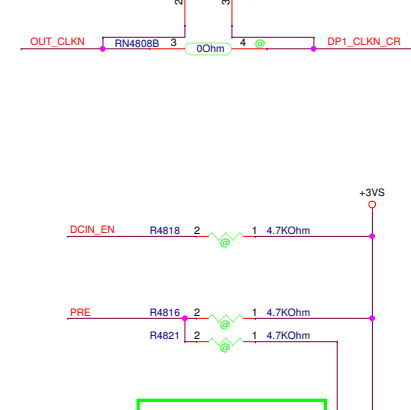 2 3
OUT_CLKN RN4808B 3 0Ohm 4 @ DP1_CLKN_CR
+3VS
DCIN_EN R4818 2 @ 1 4.7KOhm
PRE R4816 2 @ 1 4.7KOhm
R4821 2 @ 1 4.7KOhm